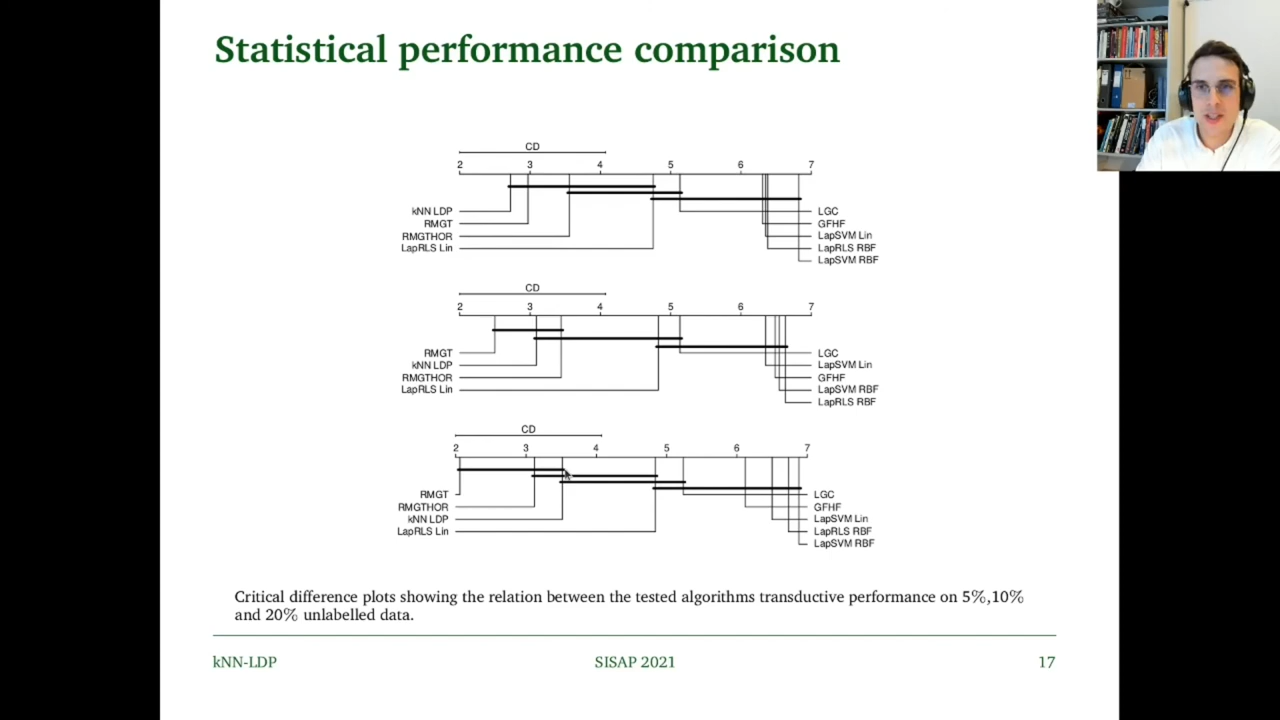 Statistical performance comparison
CD
2 3 4 5 6 7
kNN LDP LGC
RMGT GFHF
RMGTHOR LapSVM Lin
LapRLS Lin LapRLS RBF
LapSVM RBF
CD
2 3 4 5 6 7
RMGT LGC
kNN LDP LapSVM Lin
RMGTHOR GFHF
LapRLS Lin LapSVM RBF
LapRLS RBF
CD
2 3 4 5 6 7
RMGT LGC
RMGTHOR GFHF
kNN LDP LapSVM Lin
LapRLS Lin LapRLS RBF
LapSVM RBF
Critical difference plots showing the relation between the tested algorithms transductive performance on 5%,10%
and 20% unlabelled data.
kNN-LDP SISAP 2021 17